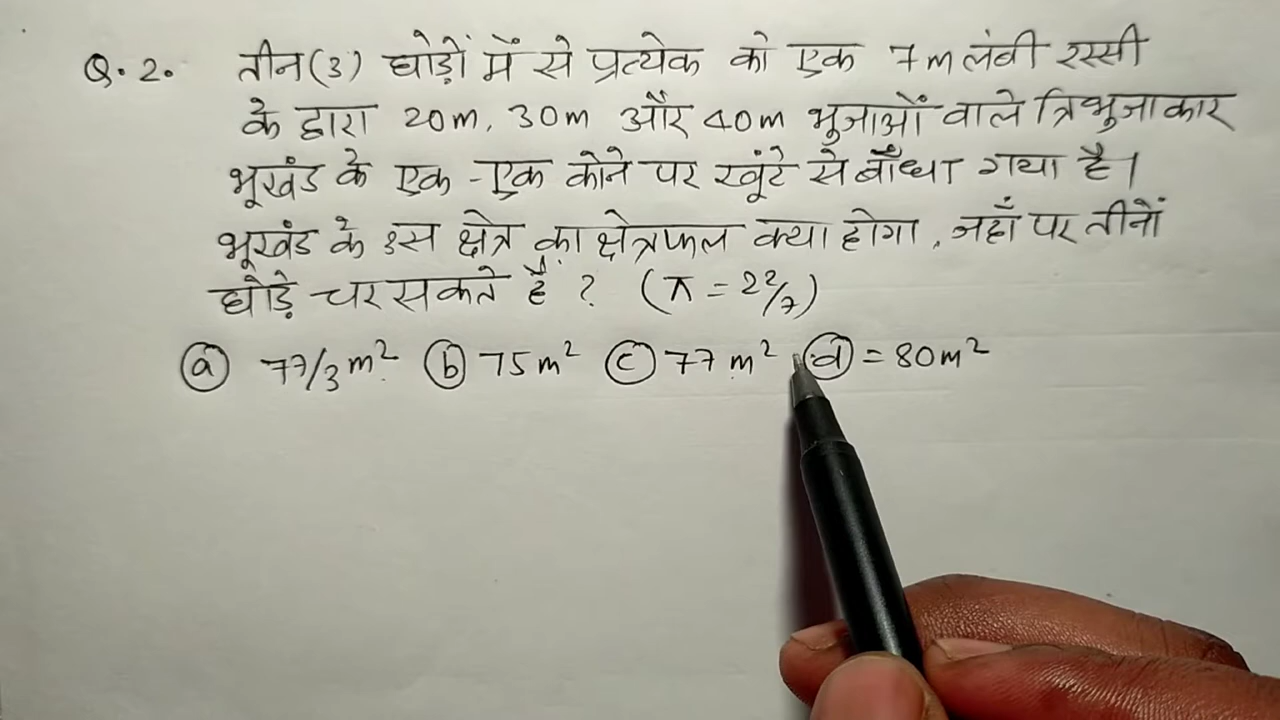 Q. 2. तीन(3) घोड़ों में से प्रत्येक को एक 7m लंबी रस्सी
के द्वारा 20m, 30m और 40m भुजाओं वाले त्रिभुजाकार
भूखंड के एक-एक कोने पर खूंटे से बाँधा गया है।
भूखंड के उस क्षेत्र का क्षेत्रफल क्या होगा, जहाँ पर तीनों
घोड़े चर सकते हैं ? (π = 22/7)
ⓐ 77/3 m² ⓑ 75 m² ⓒ 77 m² ⓓ = 80 m²